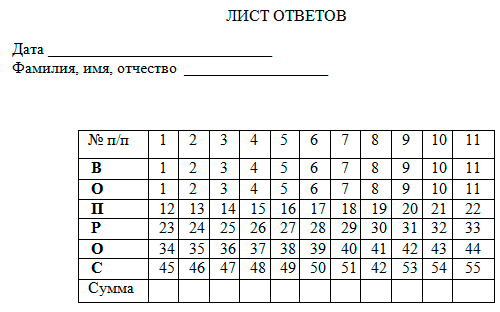 ЛИСТ ОТВЕТОВ
Дата ____________________________
Фамилия, имя, отчество __________________
№ п/п 1 2 3 4 5 6 7 8 9 10 11
В 1 2 3 4 5 6 7 8 9 10 11
О 1 2 3 4 5 6 7 8 9 10 11
П 12 13 14 15 16 17 18 19 20 21 22
Р 23 24 25 26 27 28 29 30 31 32 33
О 34 35 36 37 38 39 40 41 42 43 44
С 45 46 47 48 49 50 51 42 53 54 55
Сумма